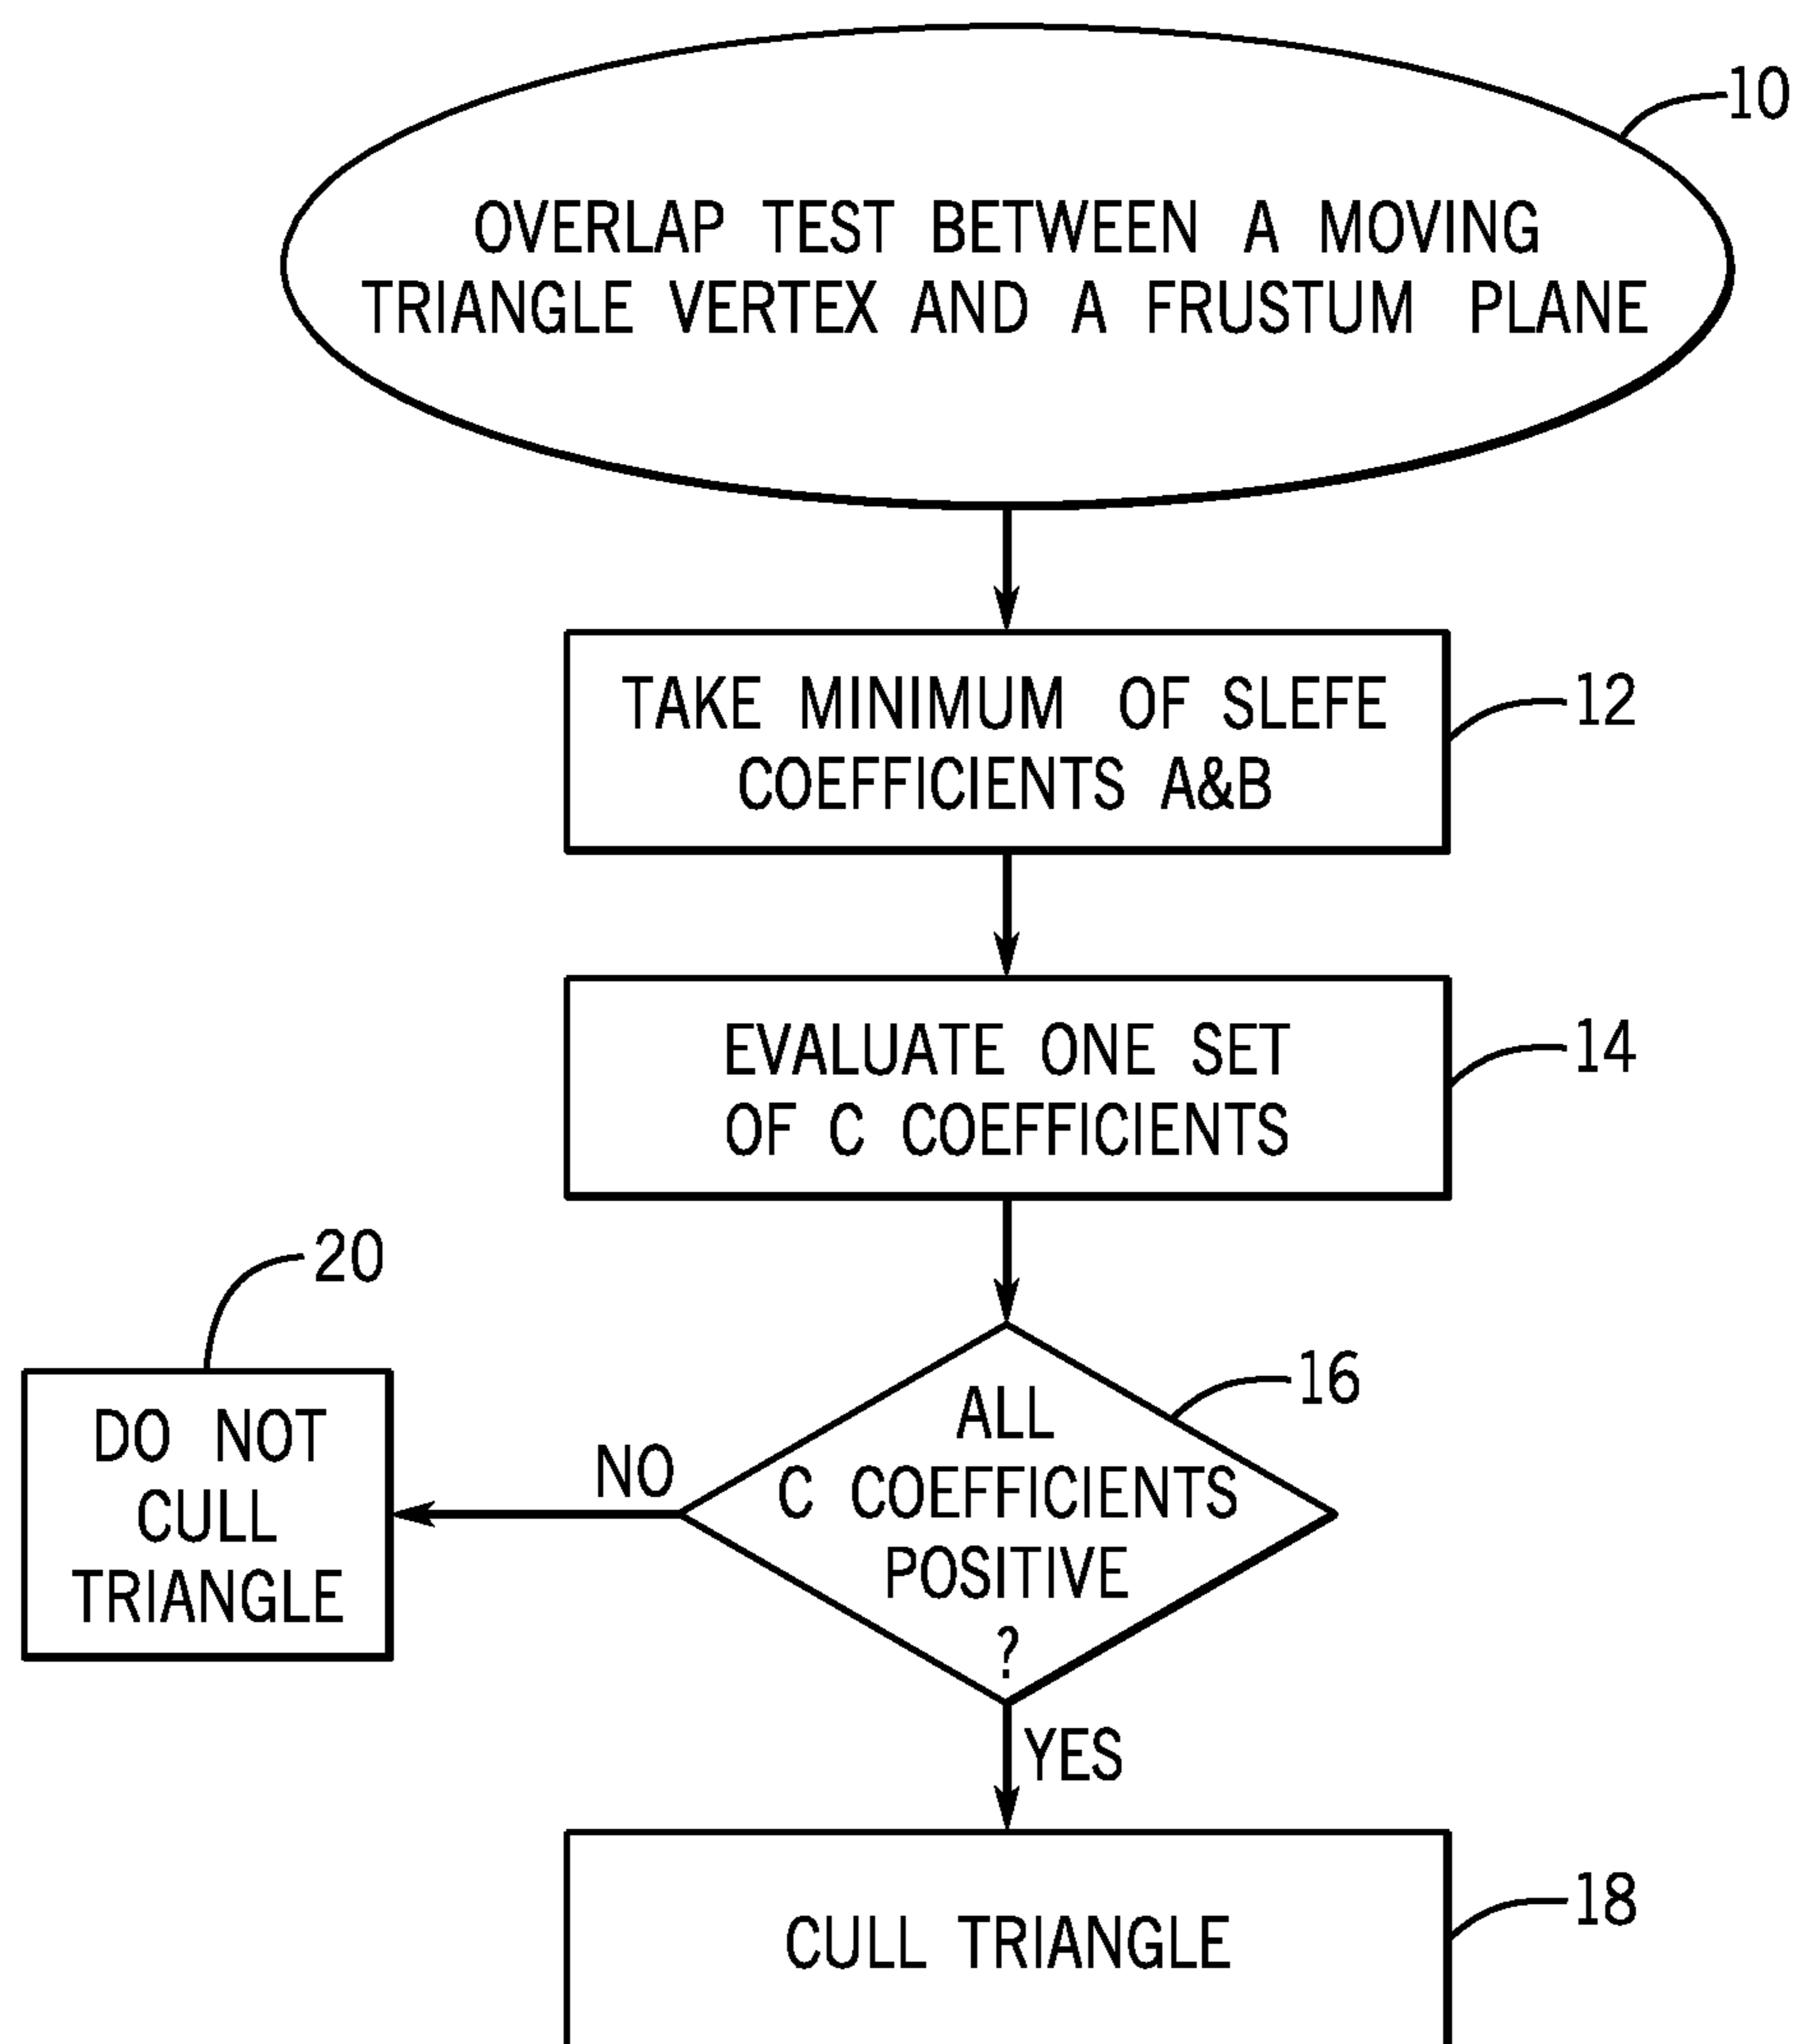 10
OVERLAP TEST BETWEEN A MOVING
TRIANGLE VERTEX AND A FRUSTUM PLANE
TAKE MINIMUM OF SLEFE
COEFFICIENTS A&B
12
EVALUATE ONE SET
OF C COEFFICIENTS
14
ALL
C COEFFICIENTS
POSITIVE
?
16
NO
20
DO NOT
CULL
TRIANGLE
YES
CULL TRIANGLE
18